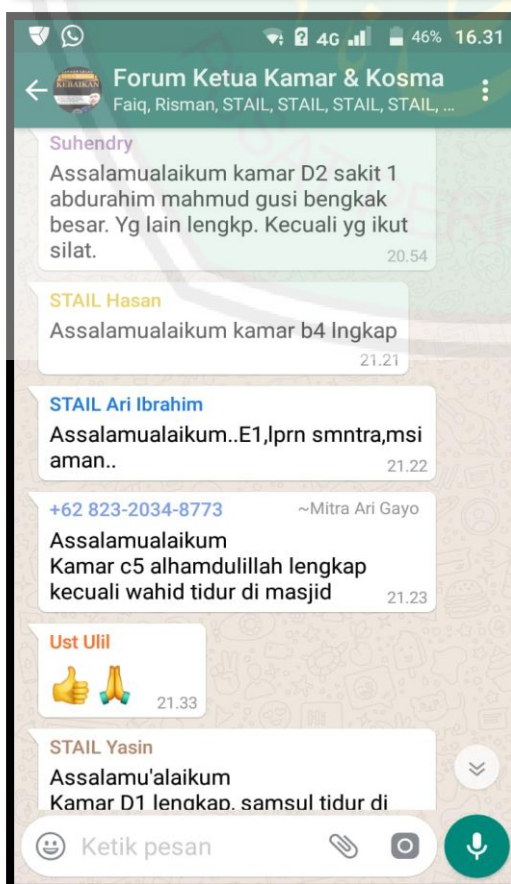 4G 46% 16.31
KEBAIKAN
Forum Ketua Kamar & Kosma
Faiq, Risman, STAIL, STAIL, STAIL, STAIL, ...
Suhendry
Assalamualaikum kamar D2 sakit 1
abdurahim mahmud gusi bengkak
besar. Yg lain lengkp. Kecuali yg ikut
silat.
20.54
STAIL Hasan
Assalamualaikum kamar b4 lngkap
21.21
STAIL Ari Ibrahim
Assalamualaikum..E1,lprn smntra,msi
aman..
21.22
+62 823-2034-8773 ~Mitra Ari Gayo
Assalamualaikum
Kamar c5 alhamdulillah lengkap
kecuali wahid tidur di masjid
21.23
Ust Ulil
👍🙏
21.33
STAIL Yasin
Assalamu'alaikum
Kamar D1 lengkap. samsul tidur di
Ketik pesan